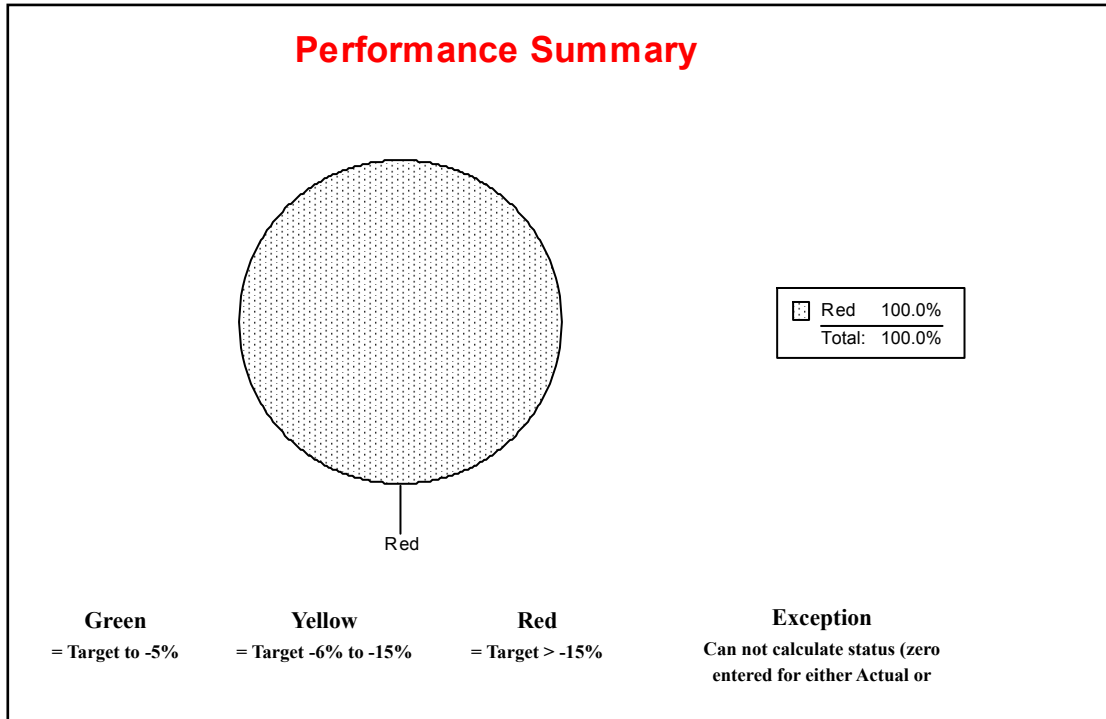 Performance Summary
Red 100.0%
Total: 100.0%
Red
Green
= Target to -5%
Yellow
= Target -6% to -15%
Red
= Target > -15%
Exception
Can not calculate status (zero
entered for either Actual or